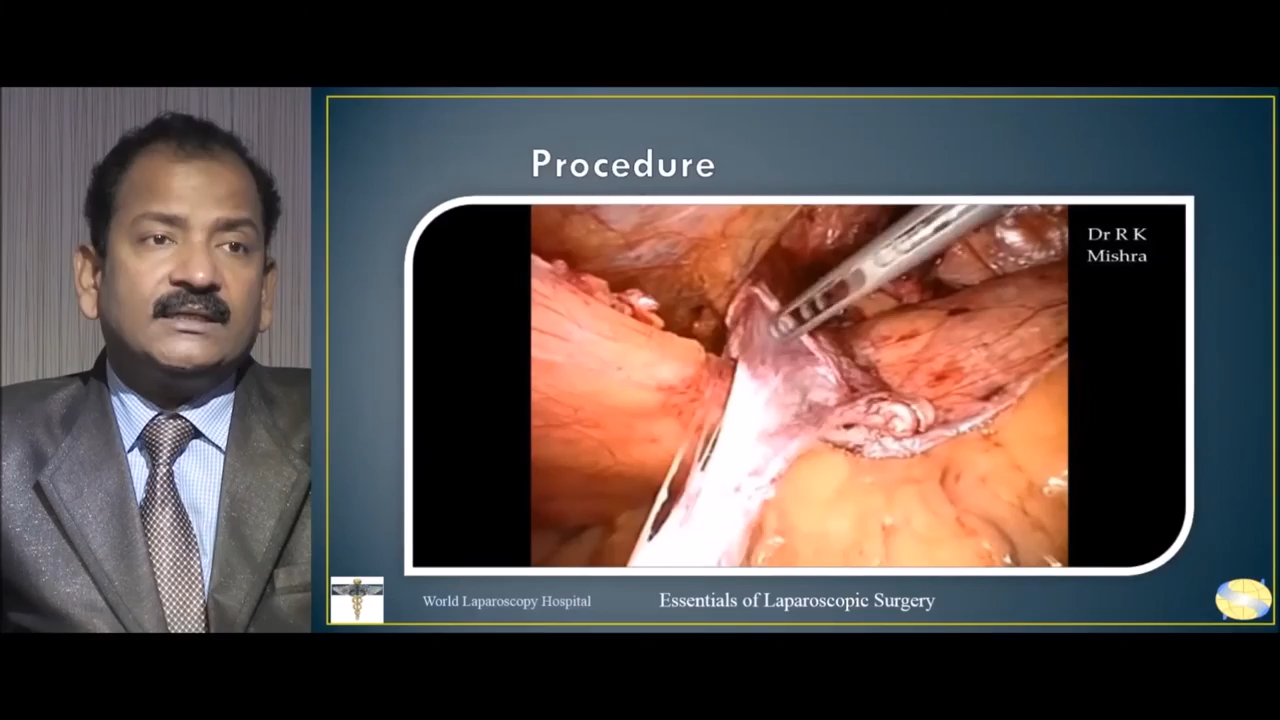 Procedure
Dr R K
Mishra
World Laparoscopy Hospital
Essentials of Laparoscopic Surgery